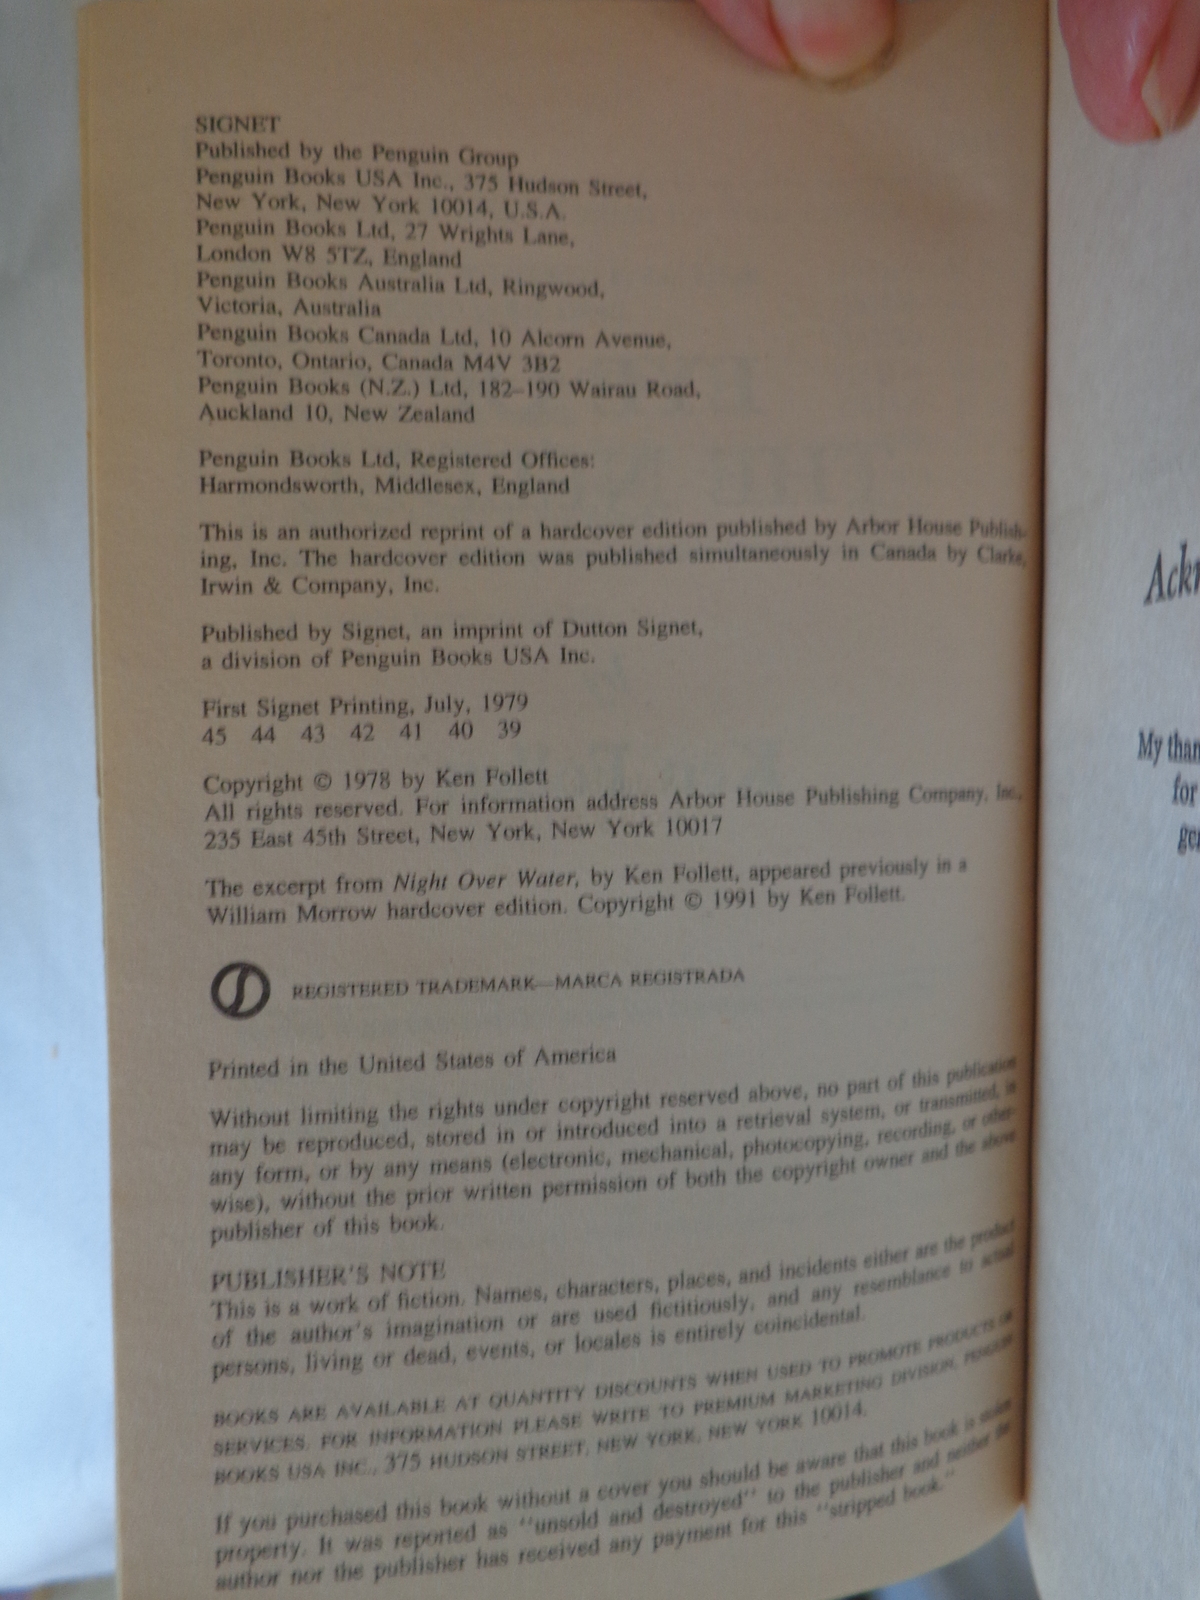 SIGNET
Published by the Penguin Group
Penguin Books USA Inc., 375 Hudson Street,
New York, New York 10014, U.S.A.
Penguin Books Ltd, 27 Wrights Lane,
London W8 5TZ, England
Penguin Books Australia Ltd, Ringwood,
Victoria, Australia
Penguin Books Canada Ltd, 10 Alcorn Avenue,
Toronto, Ontario, Canada M4V 3B2
Penguin Books (N.Z.) Ltd, 182–190 Wairau Road,
Auckland 10, New Zealand
Penguin Books Ltd, Registered Offices:
Harmondsworth, Middlesex, England
This is an authorized reprint of a hardcover edition published by Arbor House Publish-
ing, Inc. The hardcover edition was published simultaneously in Canada by Clarke,
Irwin & Company, Inc.
Published by Signet, an imprint of Dutton Signet,
a division of Penguin Books USA Inc.
First Signet Printing, July, 1979
45 44 43 42 41 40 39
Copyright © 1978 by Ken Follett
All rights reserved. For information address Arbor House Publishing Company, Inc.,
235 East 45th Street, New York, New York 10017
The excerpt from Night Over Water, by Ken Follett, appeared previously in a
William Morrow hardcover edition. Copyright © 1991 by Ken Follett.
REGISTERED TRADEMARK—MARCA REGISTRADA
Printed in the United States of America
Without limiting the rights under copyright reserved above, no part of this publication
may be reproduced, stored in or introduced into a retrieval system, or transmitted, in
any form, or by any means (electronic, mechanical, photocopying, recording, or other-
wise), without the prior written permission of both the copyright owner and the above
publisher of this book.
PUBLISHER'S NOTE
This is a work of fiction. Names, characters, places, and incidents either are the product
of the author's imagination or are used fictitiously, and any resemblance to actual
persons, living or dead, events, or locales is entirely coincidental.
BOOKS ARE AVAILABLE AT QUANTITY DISCOUNTS WHEN USED TO PROMOTE PRODUCTS OR
SERVICES. FOR INFORMATION PLEASE WRITE TO PREMIUM MARKETING DIVISION, PENGUIN
BOOKS USA INC., 375 HUDSON STREET, NEW YORK, NEW YORK 10014.
If you purchased this book without a cover you should be aware that this book is stolen
property. It was reported as "unsold and destroyed" to the publisher and neither the
author nor the publisher has received any payment for this "stripped book."
Ackn
My than
for
gen